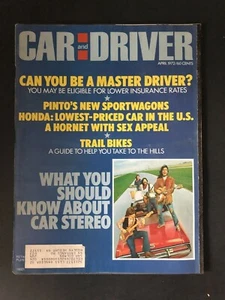 CAR and DRIVER
APRIL 1972/60 CENTS
CAN YOU BE A MASTER DRIVER?
YOU MAY BE ELIGIBLE FOR LOWER INSURANCE RATES
PINTO'S NEW SPORTWAGONS
HONDA: LOWEST-PRICED CAR IN THE U.S.
A HORNET WITH SEX APPEAL
TRAIL BIKES
A GUIDE TO HELP YOU TAKE TO THE HILLS
WHAT YOU
SHOULD
KNOW ABOUT
CAR STEREO